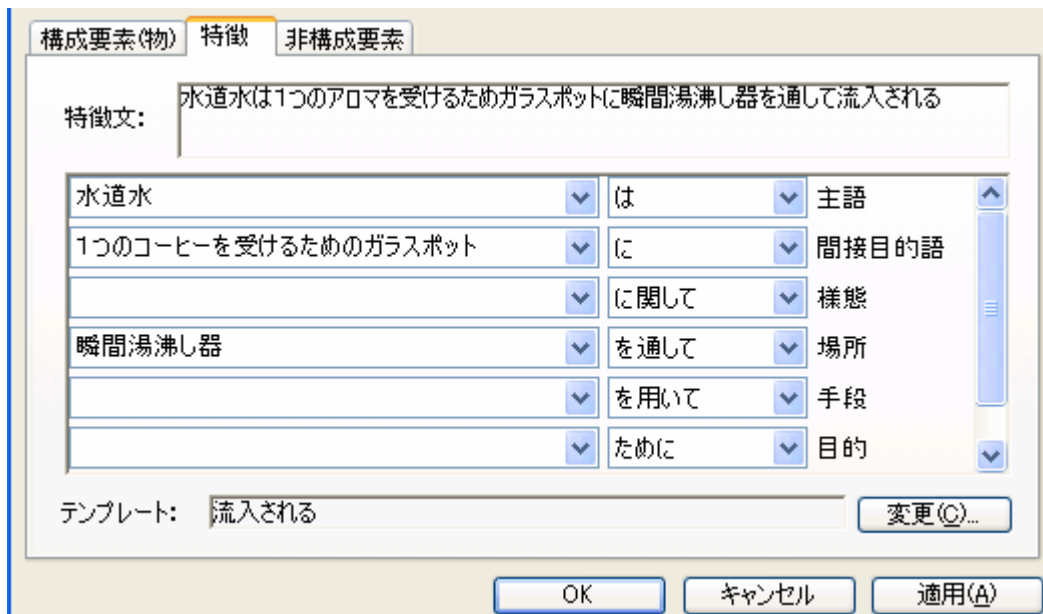 構成要素(物) 特徴 非構成要素
特徴文: 水道水は1つのアロマを受けるためガラスポットに瞬間湯沸し器を通して流入される
水道水 は 主語
1つのコーヒーを受けるためのガラスポット に 間接目的語
に関して 様態
瞬間湯沸し器 を通して 場所
を用いて 手段
ために 目的
テンプレート: 流入される 変更(C)...
OK キャンセル 適用(A)